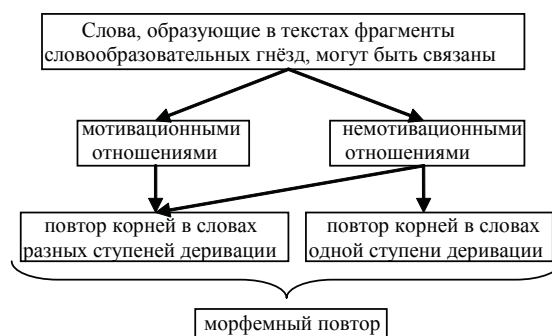 Слова, образующие в текстах фрагменты
словообразовательных гнёзд, могут быть связаны
мотивационными
отношениями
немотивационными
отношениями
повтор корней в словах
разных ступеней деривации
повтор корней в словах
одной ступени деривации
морфемный повтор